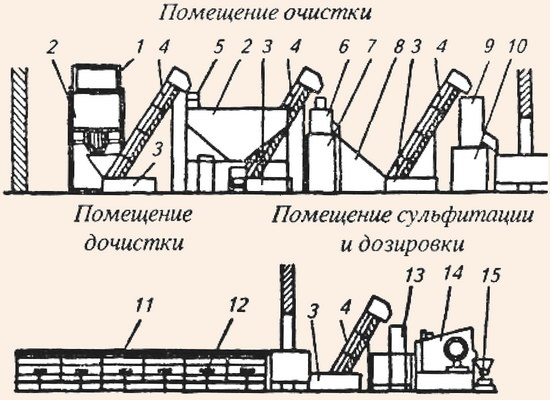 Помещение очистки
2 1 4 5 2 3 4 6 7 8 3 4 9 10
3
Помещение дочистки
Помещение сульфитации и дозировки
11 12 3 4 13 14 15